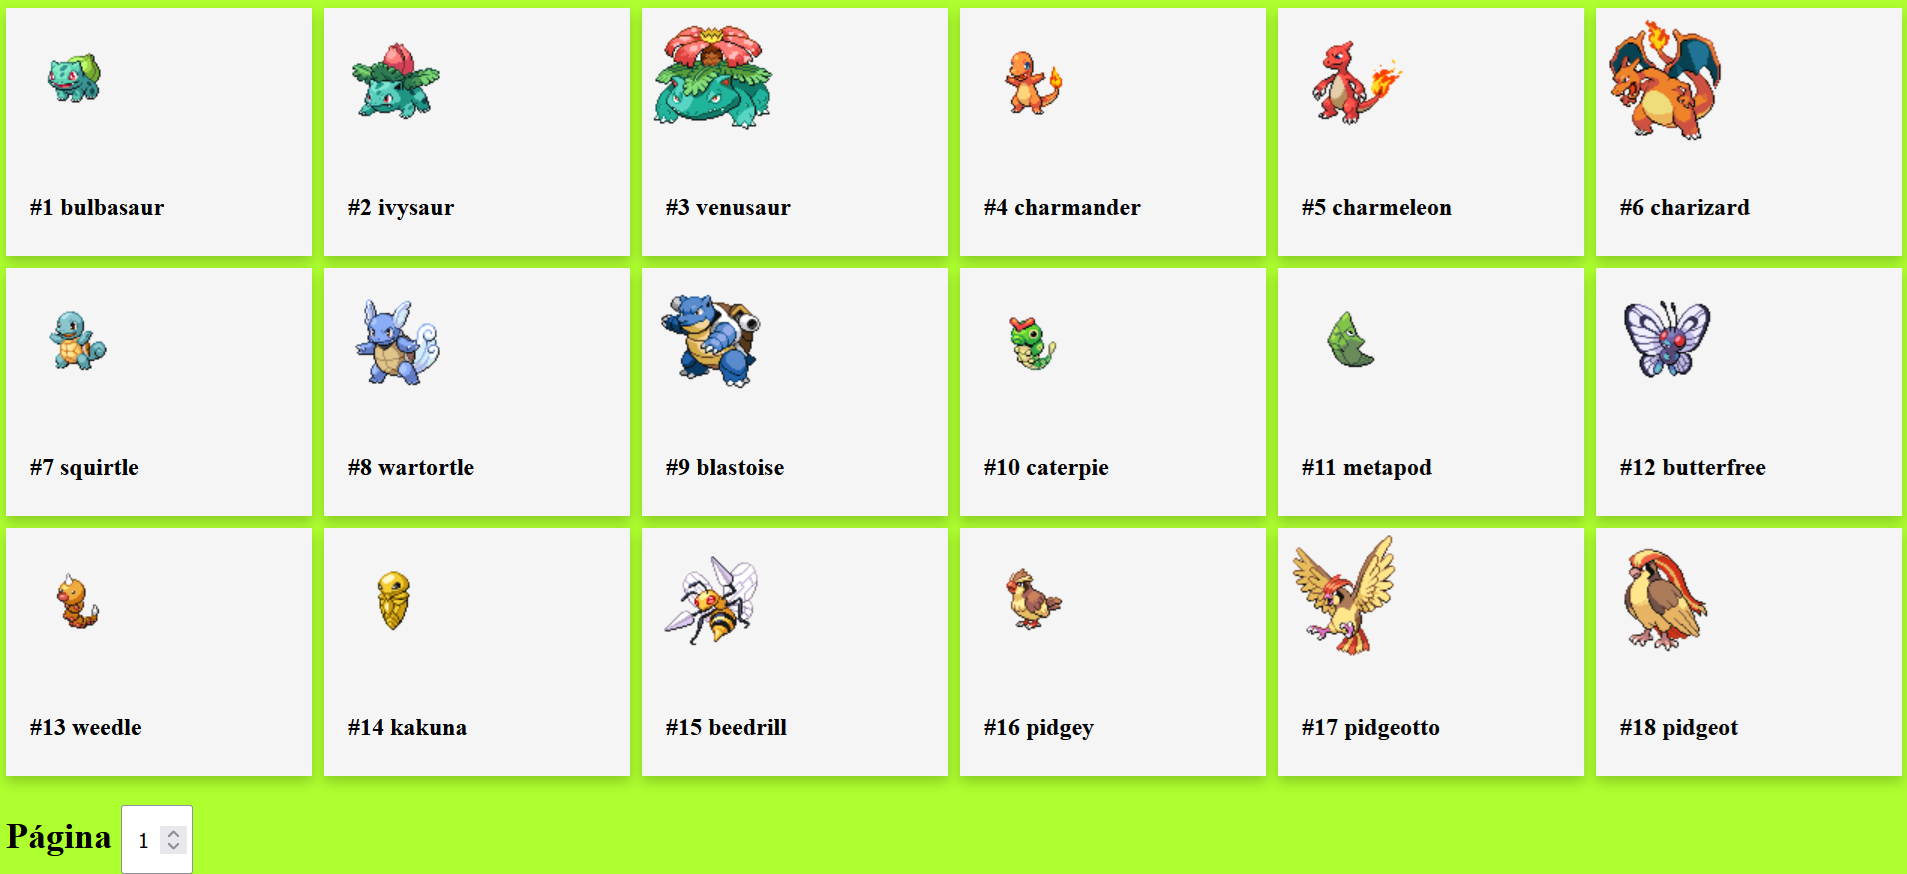 #1 bulbasaur
#2 ivysaur
#3 venusaur
#4 charmander
#5 charmeleon
#6 charizard
#7 squirtle
#8 wartortle
#9 blastoise
#10 caterpie
#11 metapod
#12 butterfree
#13 weedle
#14 kakuna
#15 beedrill
#16 pidgey
#17 pidgeotto
#18 pidgeot
Página 1